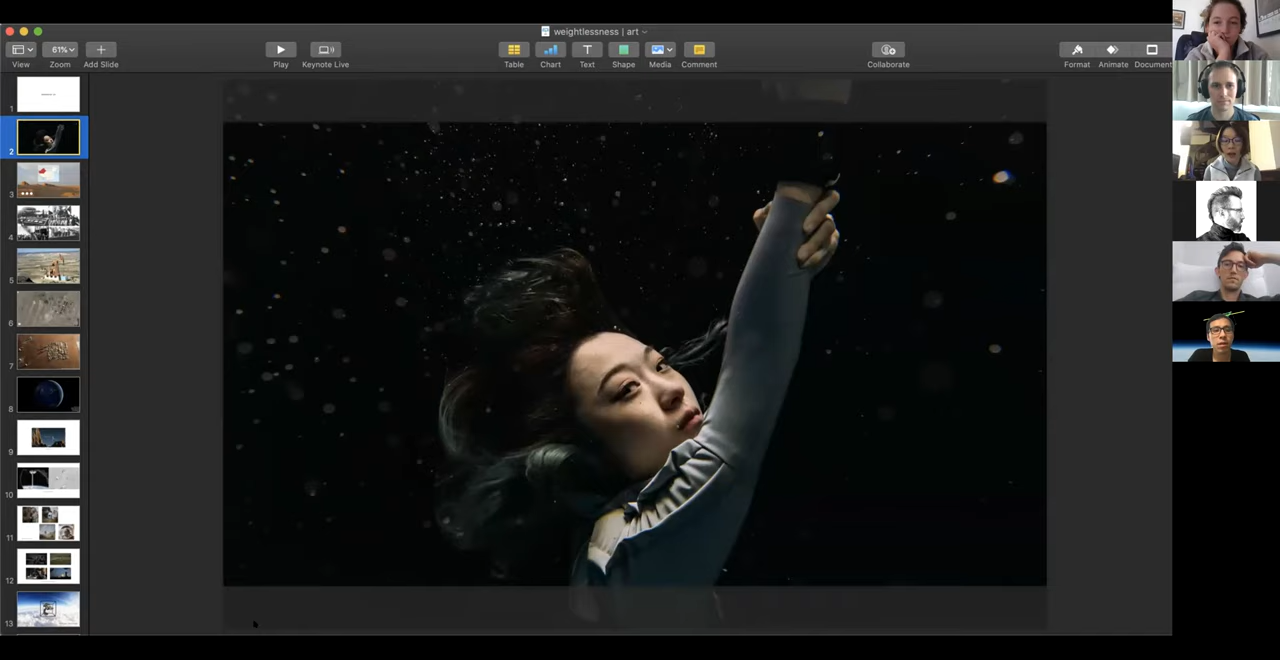 weightlessness | art
61%
View
Zoom
Add Slide
Play
Keynote Live
Table
Chart
Text
Shape
Media
Comment
Collaborate
Format
Animate
Document
1
2
3
4
5
6
7
8
9
10
11
12
13